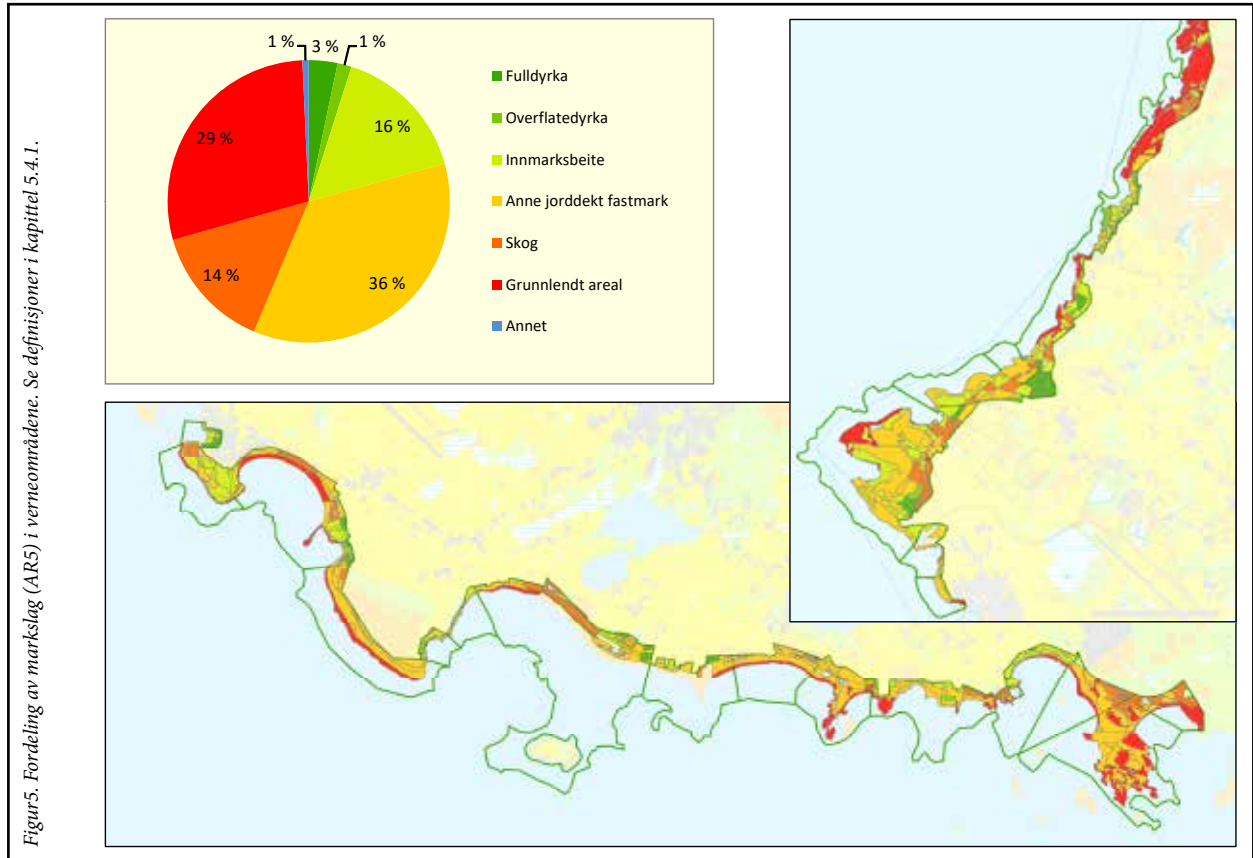 1 %
3 %
1 %
16 %
36 %
14 %
29 %
Fulldyrka
Overflatedyrka
Innmarksbeite
Anne jorddekt fastmark
Skog
Grunnlendt areal
Annet
Figur5. Fordeling av markslag (AR5) i verneområdene. Se definisjoner i kapittel 5.4.1.